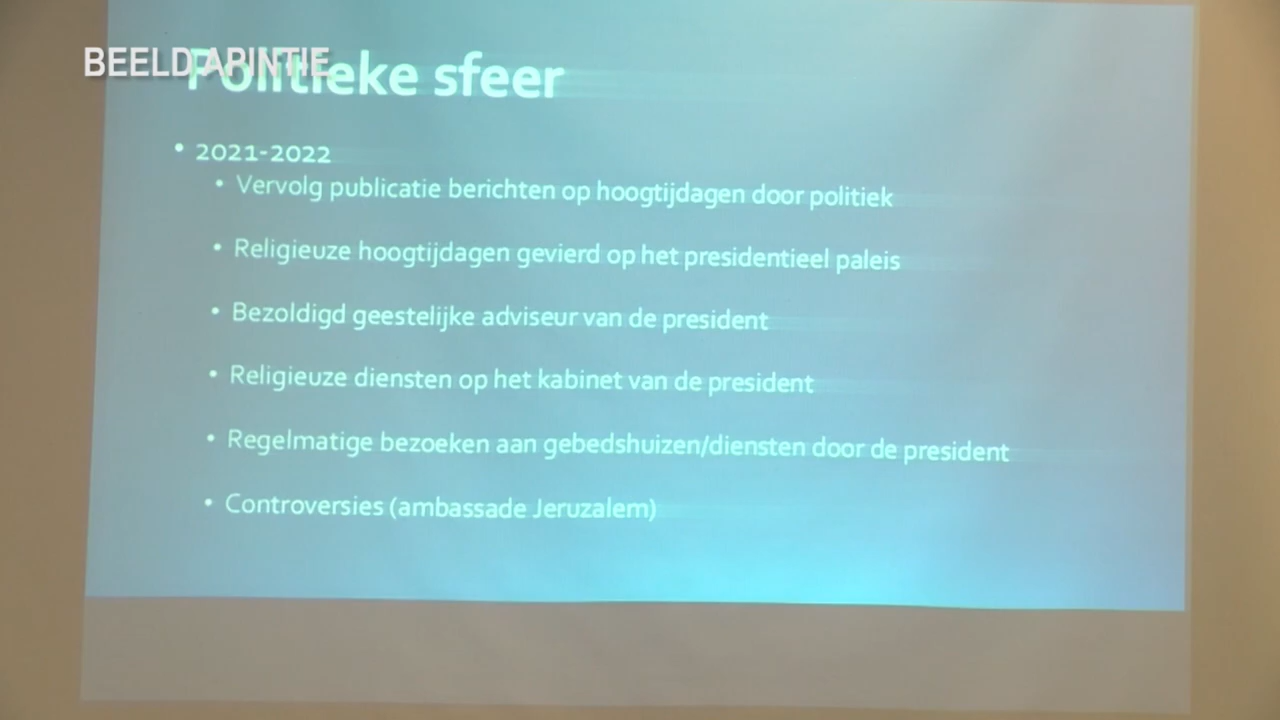 BEELD APINTIE
Politieke sfeer
• 2021-2022
• Vervolg publicatie berichten op hoogtijdagen door politiek
• Religieuze hoogtijdagen gevierd op het presidentieel paleis
• Bezoldigd geestelijke adviseur van de president
• Religieuze diensten op het kabinet van de president
• Regelmatige bezoeken aan gebedshuizen/diensten door de president
• Controversies (ambassade Jeruzalem)